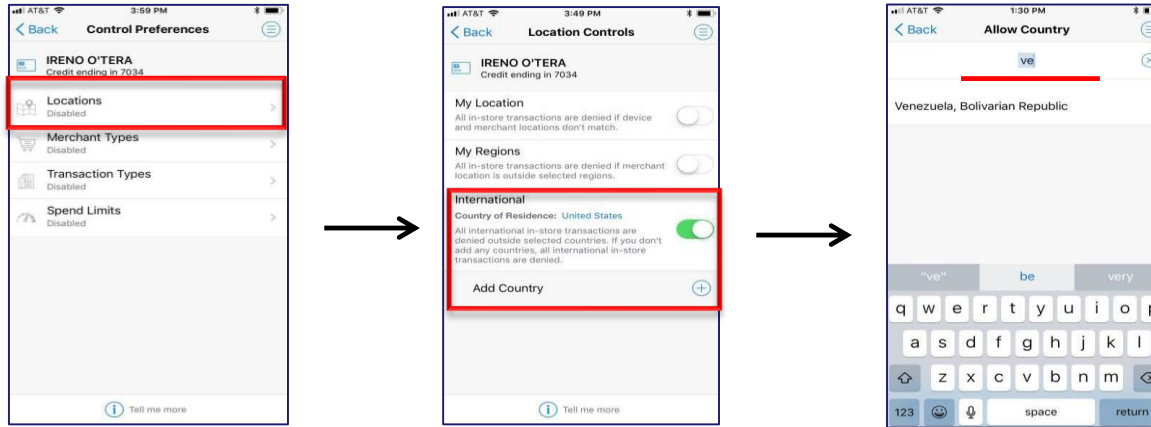 AT&T 3:59 PM
Back Control Preferences
IRENO O'TERA
Credit ending in 7034
Locations
Disabled
Merchant Types
Disabled
Transaction Types
Disabled
Spend Limits
Disabled
Tell me more
AT&T 3:49 PM
Back Location Controls
IRENO O'TERA
Credit ending in 7034
My Location
All in-store transactions are denied if device
and merchant locations don't match.
My Regions
All in-store transactions are denied if merchant
location is outside selected regions.
International
Country of Residence: United States
All international in-store transactions are
denied outside selected countries. If you don't
add any countries, all international in-store
transactions are denied.
Add Country
Tell me more
AT&T 1:30 PM
Back Allow Country
ve
Venezuela, Bolivarian Republic
"ve" be very
q w e r t y u i o p
a s d f g h j k l
z x c v b n m
123 space return